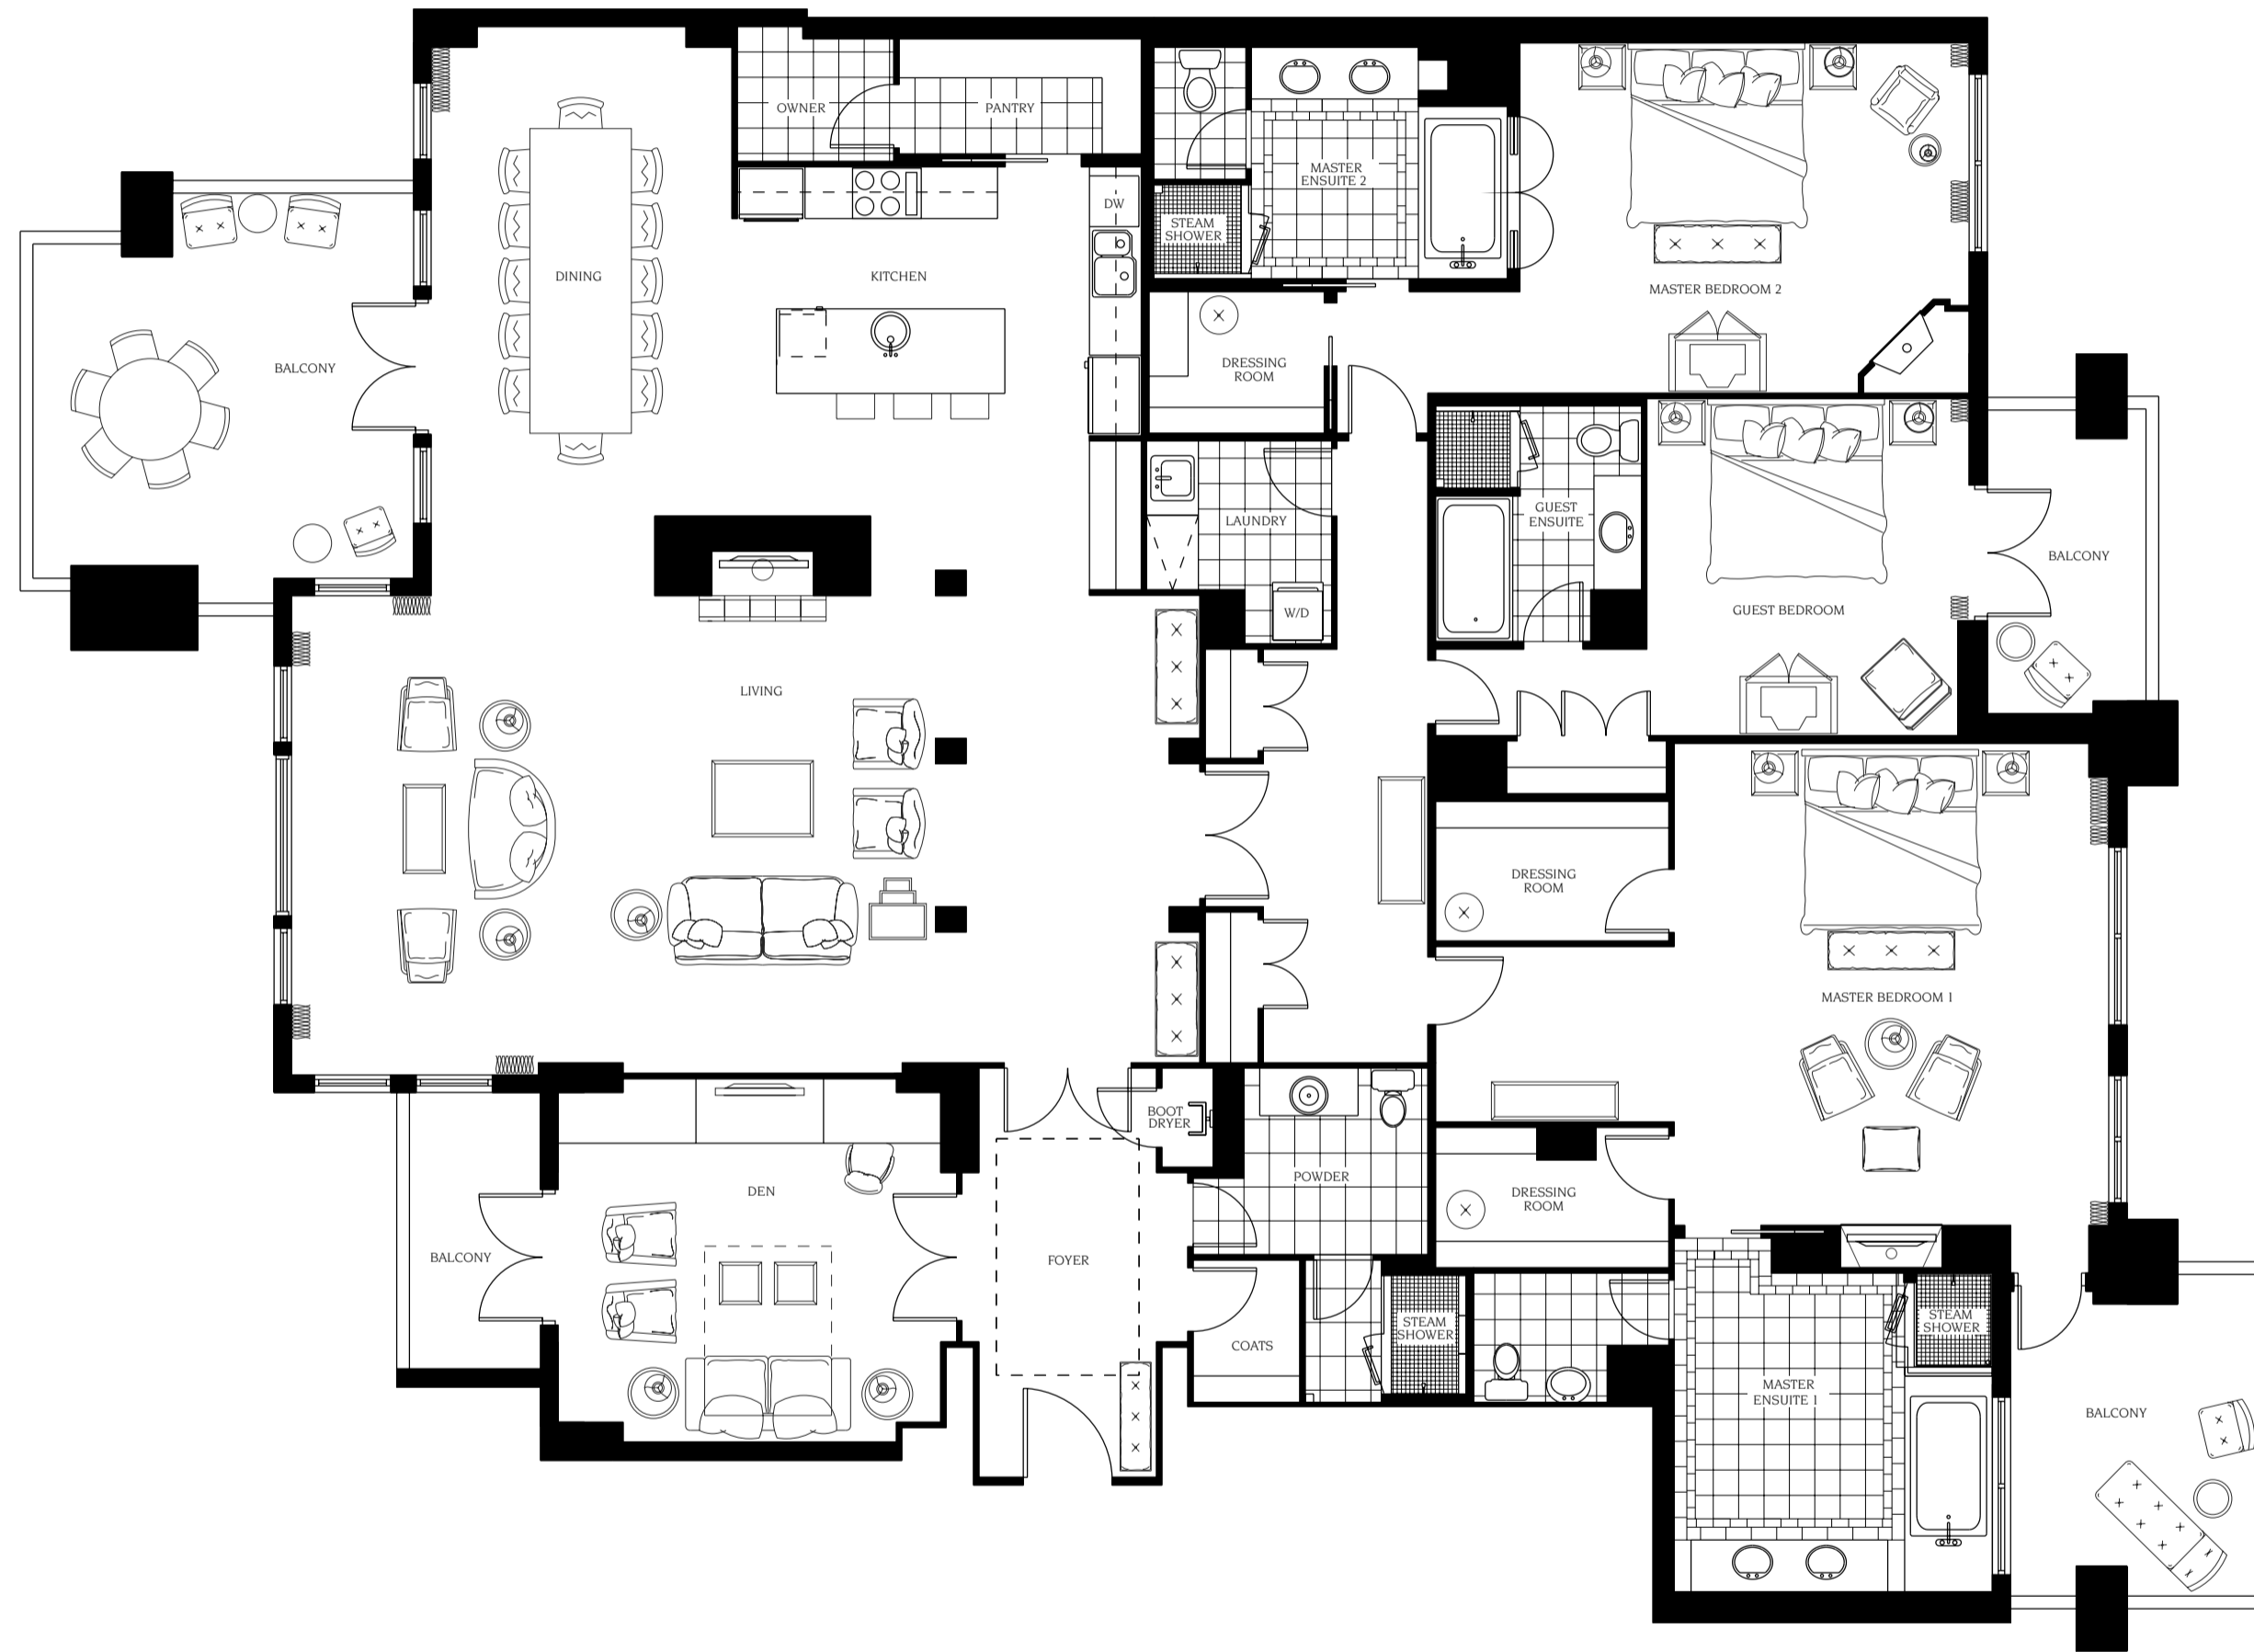 OWNER
PANTRY
MASTER
ENSUITE 2
STEAM
SHOWER
DW
DINING
KITCHEN
MASTER BEDROOM 2
BALCONY
DRESSING
ROOM
GUEST
ENSUITE
LAUNDRY
BALCONY
W/D
GUEST BEDROOM
LIVING
DRESSING
ROOM
MASTER BEDROOM 1
BOOT
DRYER
POWDER
DEN
DRESSING
ROOM
BALCONY
FOYER
STEAM
SHOWER
STEAM
SHOWER
COATS
MASTER
ENSUITE 1
BALCONY